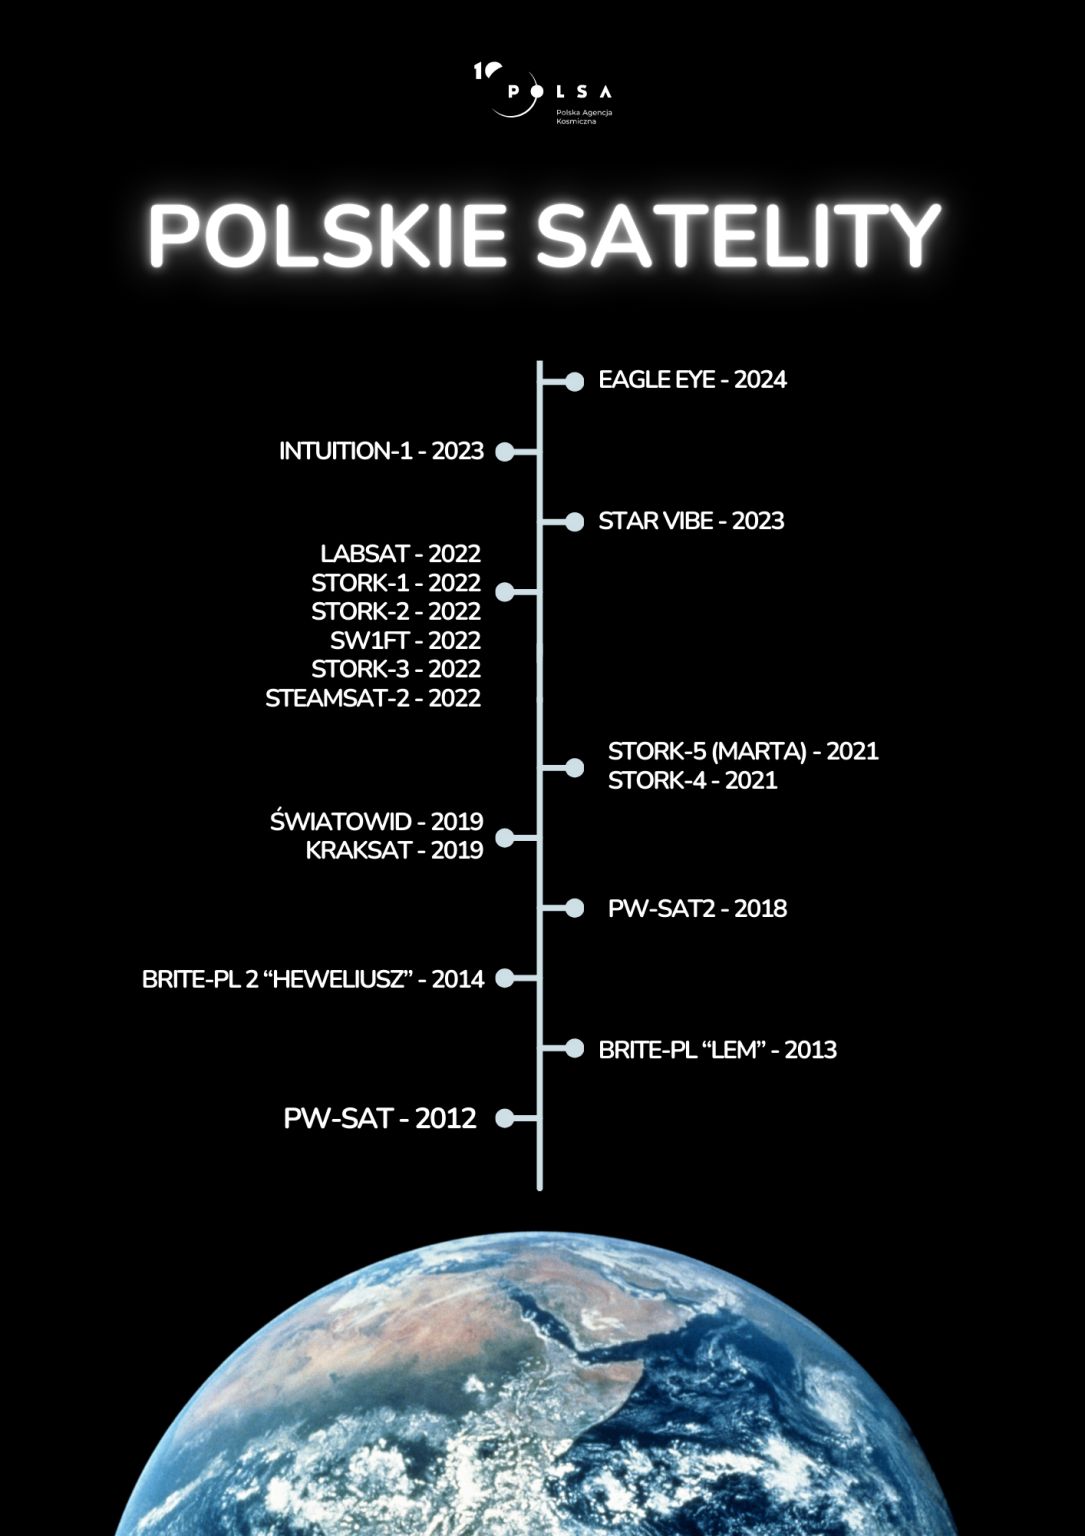 10
POLSA
Polska Agencja
Kosmiczna
POLSKIE SATELITY
EAGLE EYE - 2024
INTUITION-1 - 2023
STAR VIBE - 2023
LABSAT - 2022
STORK-1 - 2022
STORK-2 - 2022
SW1FT - 2022
STORK-3 - 2022
STEAMSAT-2 - 2022
STORK-5 (MARTA) - 2021
STORK-4 - 2021
ŚWIATOWID - 2019
KRAKSAT - 2019
PW-SAT2 - 2018
BRITE-PL 2 “HEWELIUSZ” - 2014
BRITE-PL “LEM” - 2013
PW-SAT - 2012